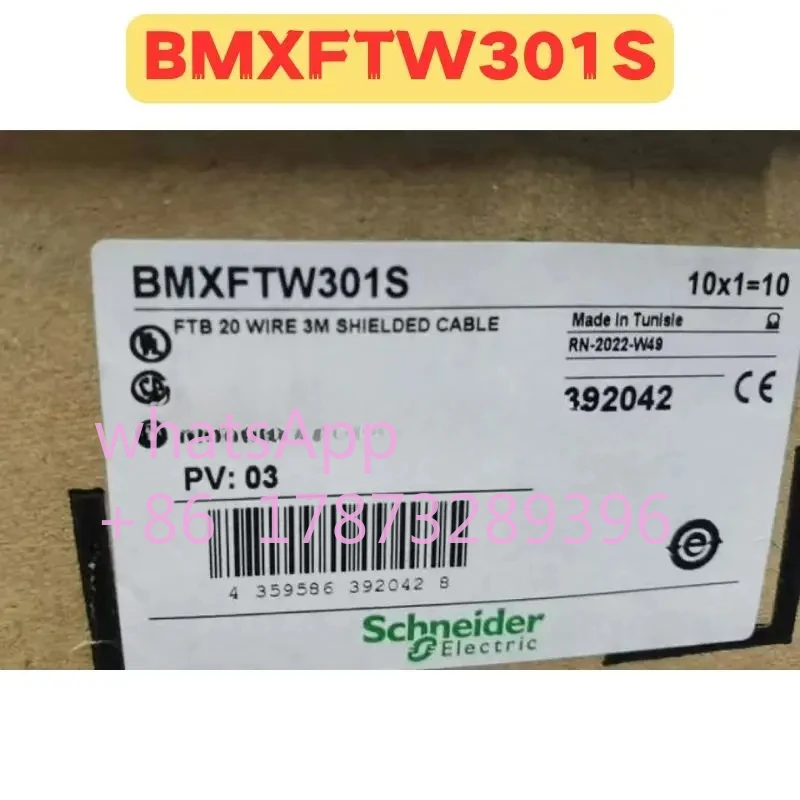 BMXFTW301S
BMXFTW301S 10x1=10
FTB 20 WIRE 3M SHIELDED CABLE
Made in Tunisie
RN-2022-W49
UL
392042 CE
whatsApp
PV: 03
+86 17873289396
4 359586 392042 8
Schneider
Electric